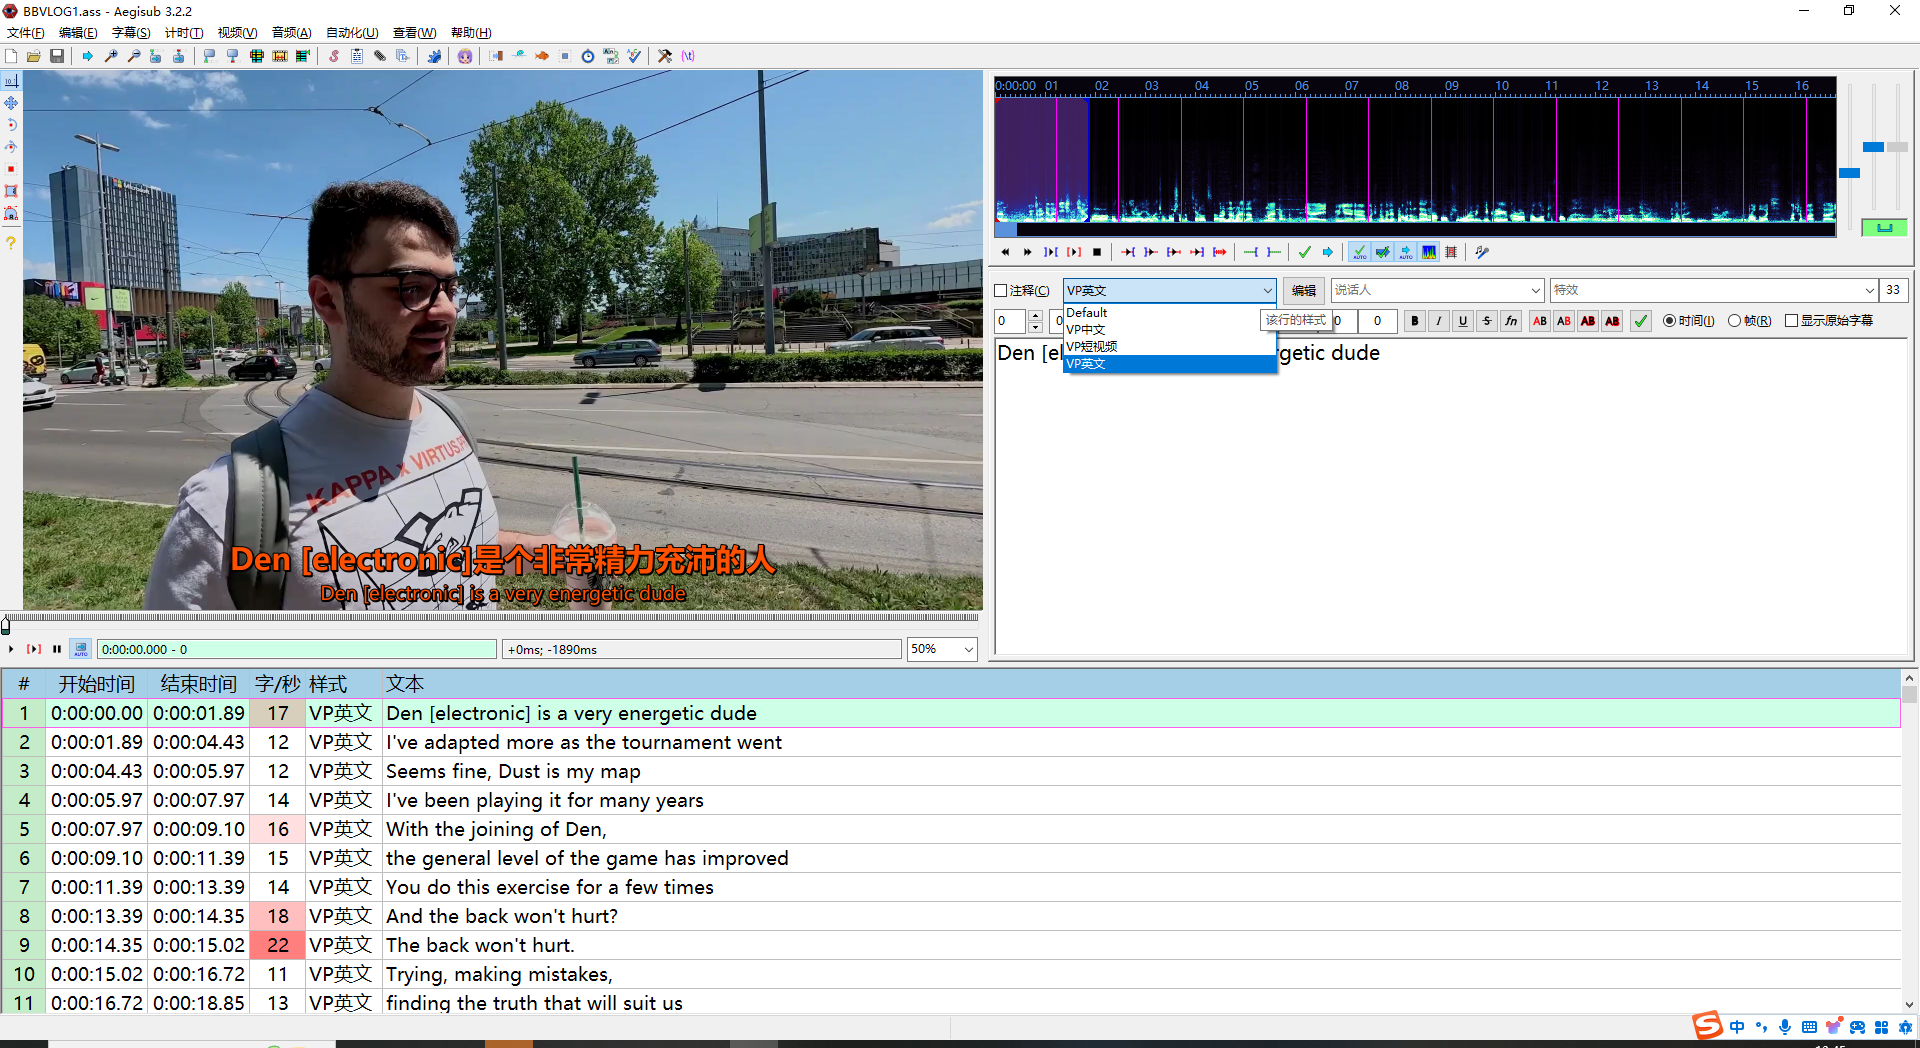 BBVLOG1.ass - Aegisub 3.2.2
文件(F) 编辑(E) 字幕(S) 计时(T) 视频(V) 音频(A) 自动化(U) 查看(W) 帮助(H)
0:00:00 01 02 03 04 05 06 07 08 09 10 11 12 13 14 15 16
注释(C) VP英文 编辑 说话人 特效 33
Default
VP中文
VP短视频
VP英文
该行的样式
0 0 0 0 B I U S fn AB AB AB AB 时间(I) 帧(R) 显示原始字幕
Den [el getic dude
KAPPA X VIRTUS.P
Den [electronic]是个非常精力充沛的人
Den [electronic] is a very energetic dude
0:00:00.000 - 0 +0ms; -1890ms 50%
# 开始时间 结束时间 字/秒 样式 文本
1 0:00:00.00 0:00:01.89 17 VP英文 Den [electronic] is a very energetic dude
2 0:00:01.89 0:00:04.43 12 VP英文 I've adapted more as the tournament went
3 0:00:04.43 0:00:05.97 12 VP英文 Seems fine, Dust is my map
4 0:00:05.97 0:00:07.97 14 VP英文 I've been playing it for many years
5 0:00:07.97 0:00:09.10 16 VP英文 With the joining of Den,
6 0:00:09.10 0:00:11.39 15 VP英文 the general level of the game has improved
7 0:00:11.39 0:00:13.39 14 VP英文 You do this exercise for a few times
8 0:00:13.39 0:00:14.35 18 VP英文 And the back won't hurt?
9 0:00:14.35 0:00:15.02 22 VP英文 The back won't hurt.
10 0:00:15.02 0:00:16.72 11 VP英文 Trying, making mistakes,
11 0:00:16.72 0:00:18.85 13 VP英文 finding the truth that will suit us
中